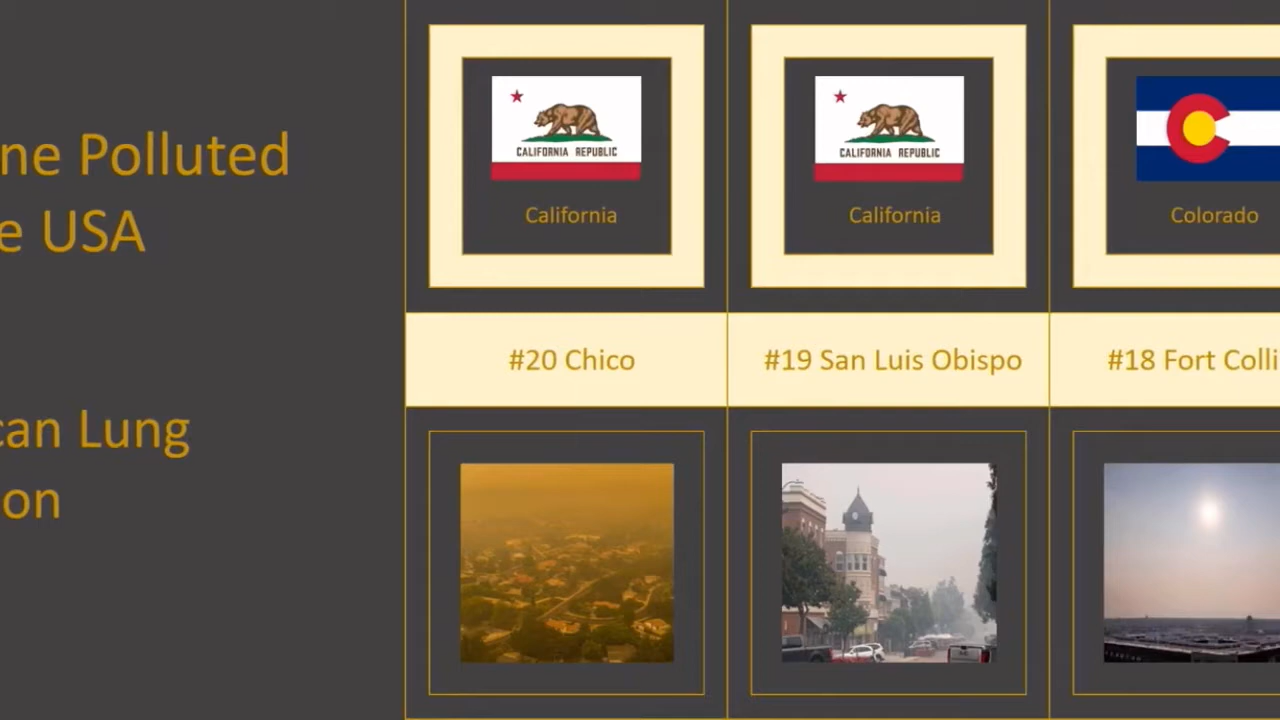 ne Polluted
e USA
can Lung
on
CALIFORNIA REPUBLIC
California
CALIFORNIA REPUBLIC
California
Colorado
#20 Chico
#19 San Luis Obispo
#18 Fort Colli